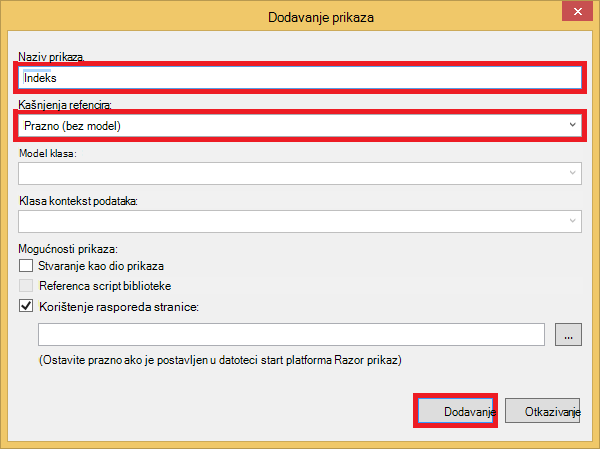 Dodavanje prikaza
Naziv prikaza.
Indeks
Kašnjenja refencira:
Prazno (bez model)
Model klasa:
Klasa kontekst podataka:
Mogućnosti prikaza:
Stvaranje kao dio prikaza
Referenca script biblioteke
Korištenje rasporeda stranice:
...
(Ostavite prazno ako je postavljen u datoteci start platforma Razor prikaz)
Dodavanje Otkazivanje